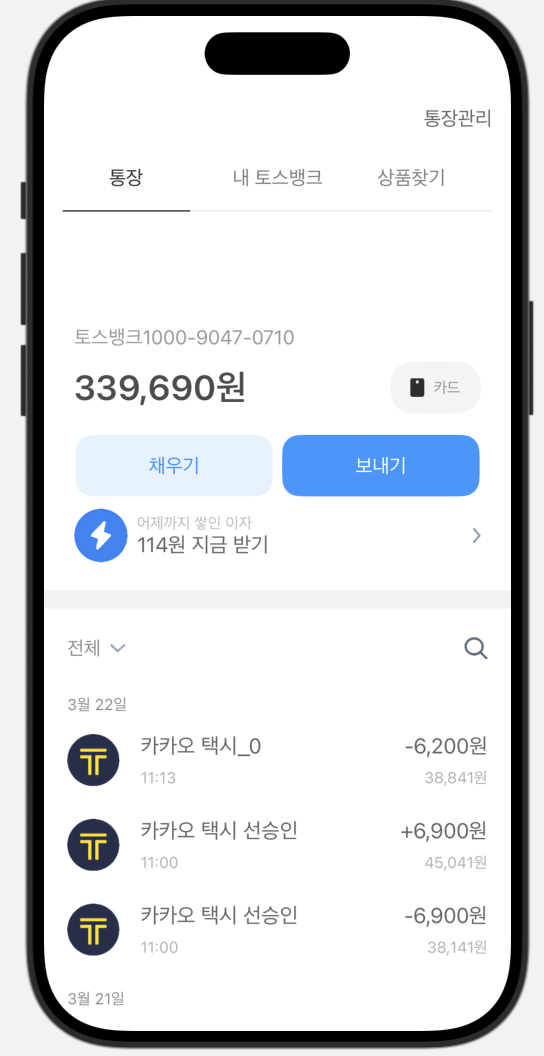 통장관리
통장 내 토스뱅크 상품찾기
토스뱅크1000-9047-0710
339,690원
카드
채우기 보내기
어제까지 쌓인 이자
114원 지금 받기
전체
3월 22일
카카오 택시_0 -6,200원
11:13 38,841원
카카오 택시 선승인 +6,900원
11:00 45,041원
카카오 택시 선승인 -6,900원
11:00 38,141원
3월 21일